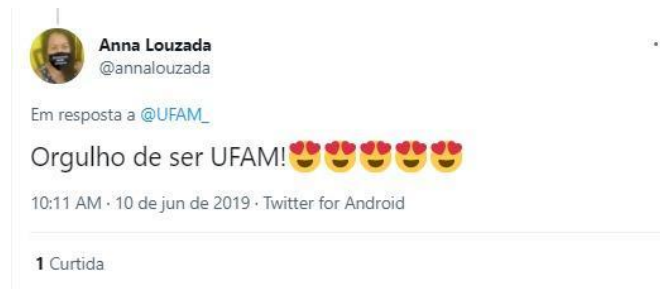 Anna Louzada
@annalouzada
Em resposta a @UFAM_
Orgulho de ser UFAM!😍😍😍😍😍
10:11 AM · 10 de jun de 2019 · Twitter for Android
1 Curtida